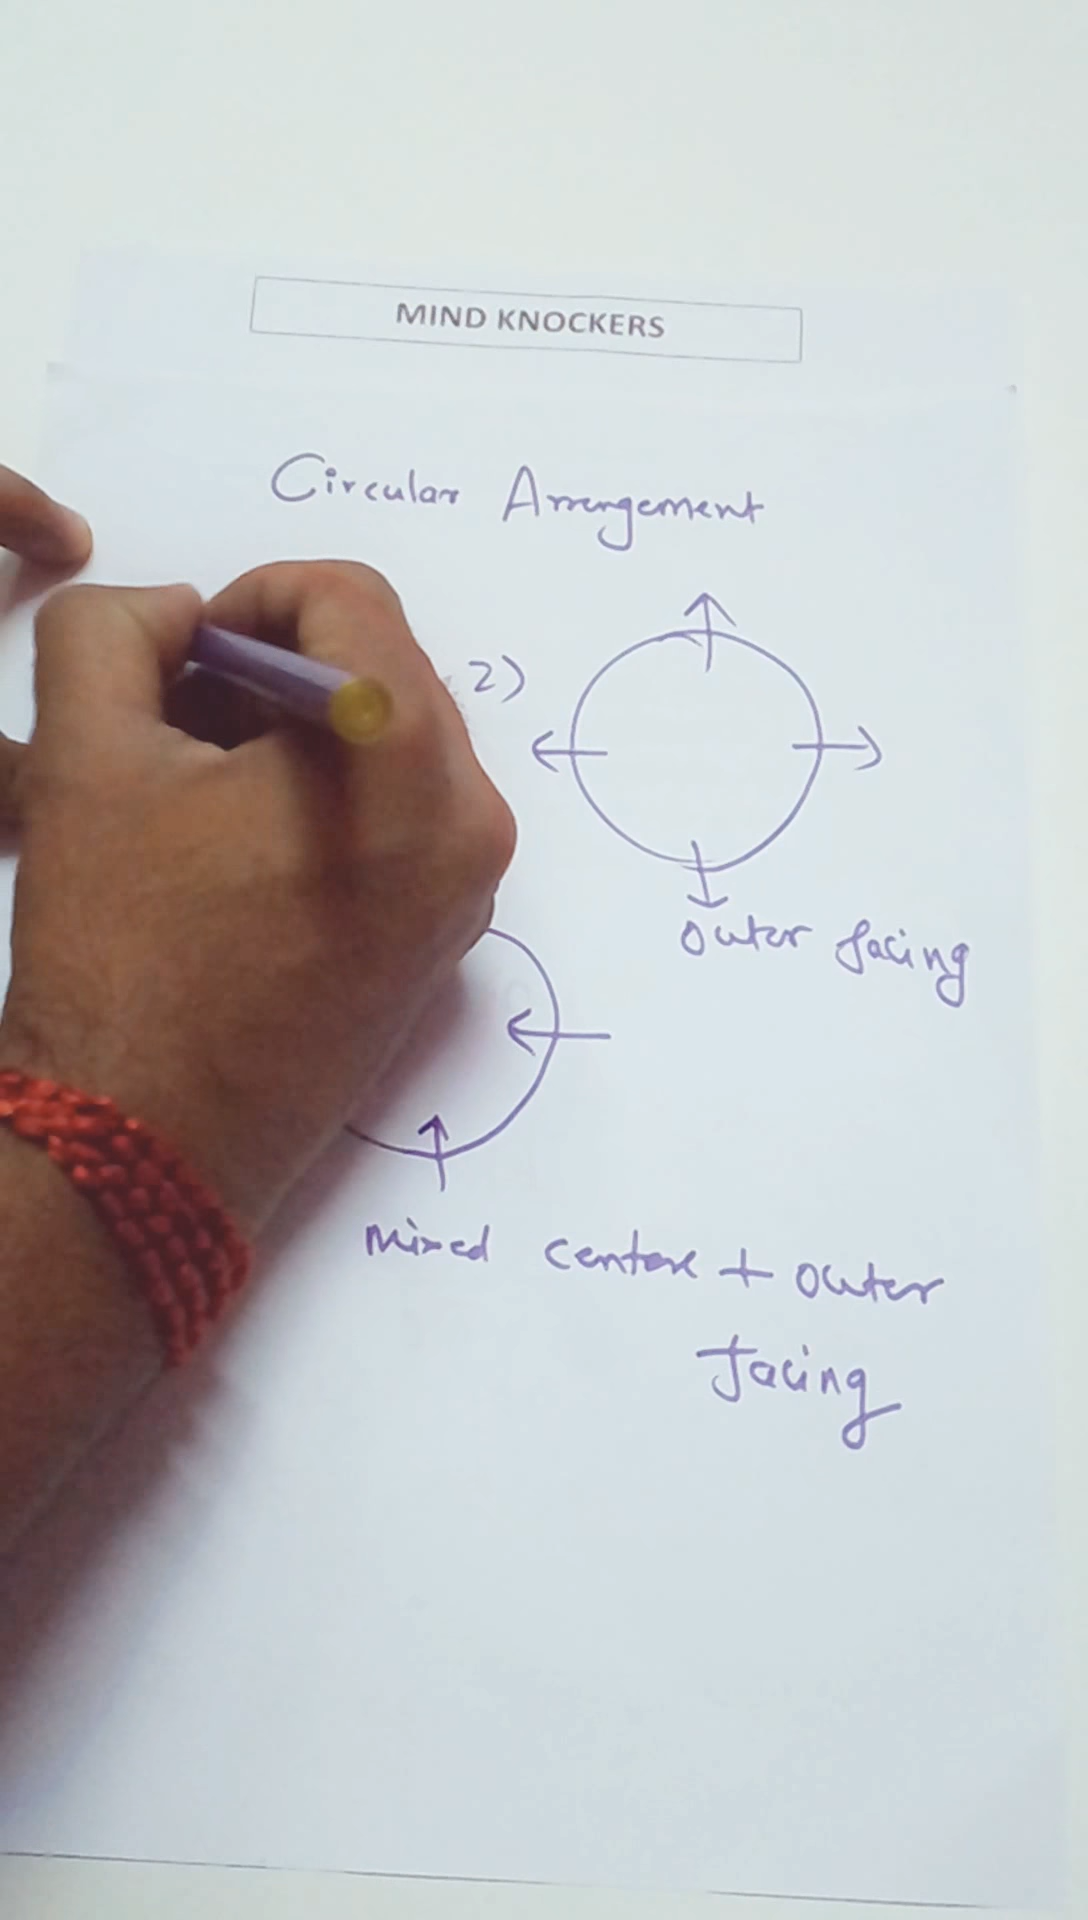 MIND KNOCKERS
Circular Arrangement
2)
Outer facing
Mixed centre + outer
facing